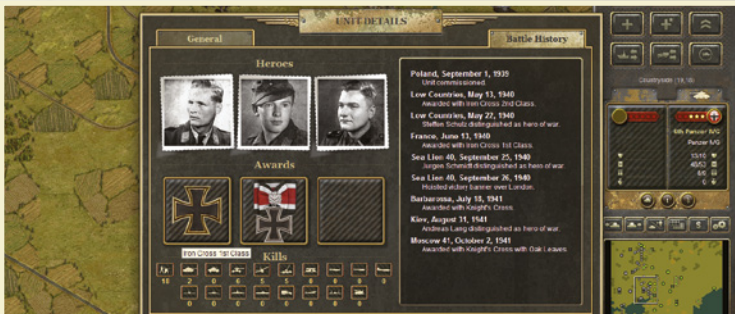 UNIT DETAILS
General
Battle History
Heroes
Poland, September 1, 1939
Unit commissioned.
Low Countries, May 13, 1940
Awarded with Iron Cross 2nd Class.
Low Countries, May 22, 1940
Steffen Schulz distinguished as hero of war.
France, June 13, 1940
Awarded with Iron Cross 1st Class.
Sea Lion 40, September 25, 1940
Jurgen Schmidt distinguished as hero of war.
Sea Lion 40, September 26, 1940
Hoisted victory banner over London.
Barbarossa, July 18, 1941
Awarded with Knight's Cross.
Kiev, August 31, 1941
Andreas Lang distinguished as hero of war.
Moscow 41, October 2, 1941
Awarded with Knight's Cross with Oak Leaves.
Awards
Iron Cross 1st Class
Kills
Countryside
6th Panzer IVG
Panzer IVG